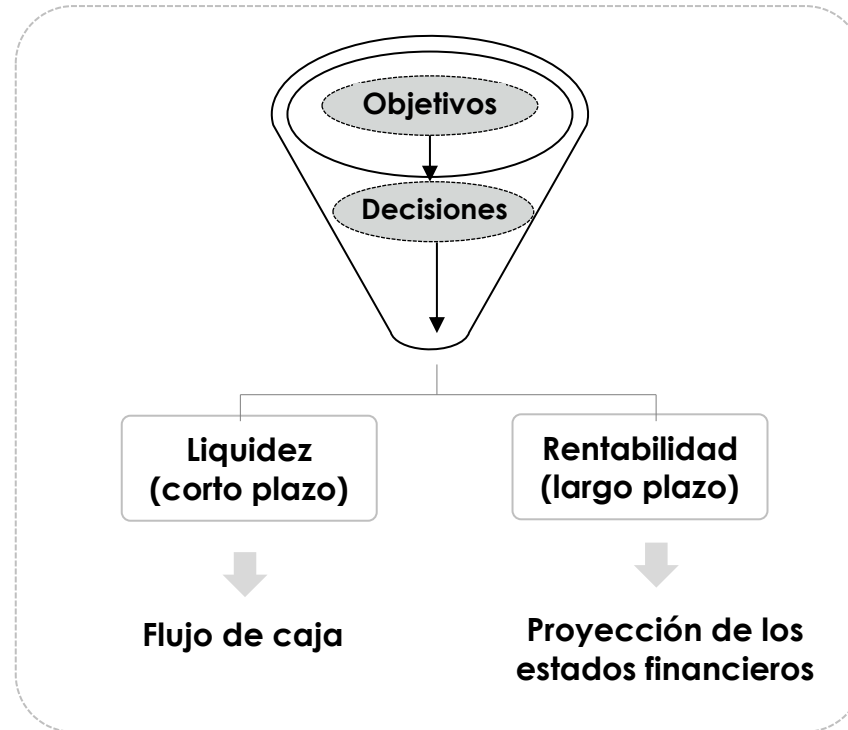 Objetivos
Decisiones
Liquidez
(corto plazo)
Rentabilidad
(largo plazo)
Flujo de caja
Proyección de los
estados financieros